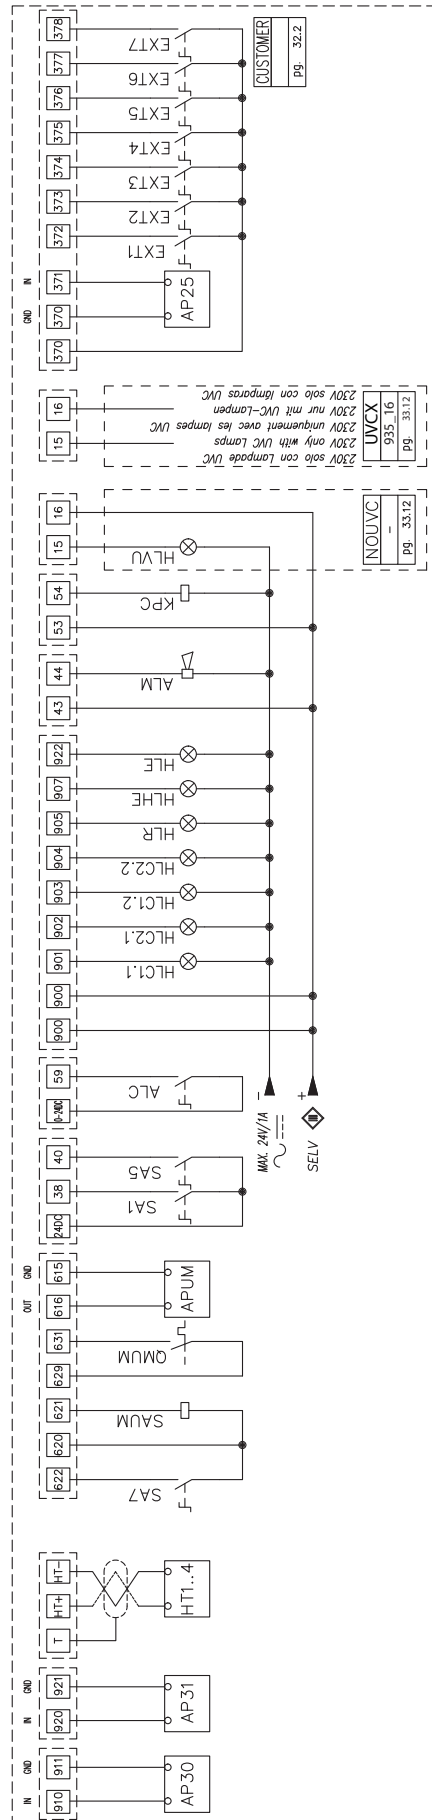 378
EXT7
377
EXT6
376
EXT5
375
EXT4
374
EXT3
373
EXT2
372
EXT1
IN
371
GND
370
AP25
370
CUSTOMER
pg. 32.2
16
15
230V solo con Lampade UVC
230V only with UVC Lamps
230V uniquement avec les lampes UVC
230V nur mit UVC-Lampen
230V solo con lámparas UVC
UVCX
935_16
pg. 33.12
16
15
HLVU
NOUVC
-
pg. 33.12
54
KPC
53
44
ALM
43
922
HLE
907
HLHE
905
HLR
904
HLC2.2
903
HLC1.2
902
HLC2.1
901
HLC1.1
900
900
59
ALC
0-24DC
MAX. 24V/1A
-
+
SELV
III
40
SA5
38
SA1
24DC
GND
615
OUT
616
APUM
631
QMUM
629
621
SAUM
620
622
SA7
HT-
HT+
T
HT1..4
GND
921
IN
920
AP31
GND
911
IN
910
AP30